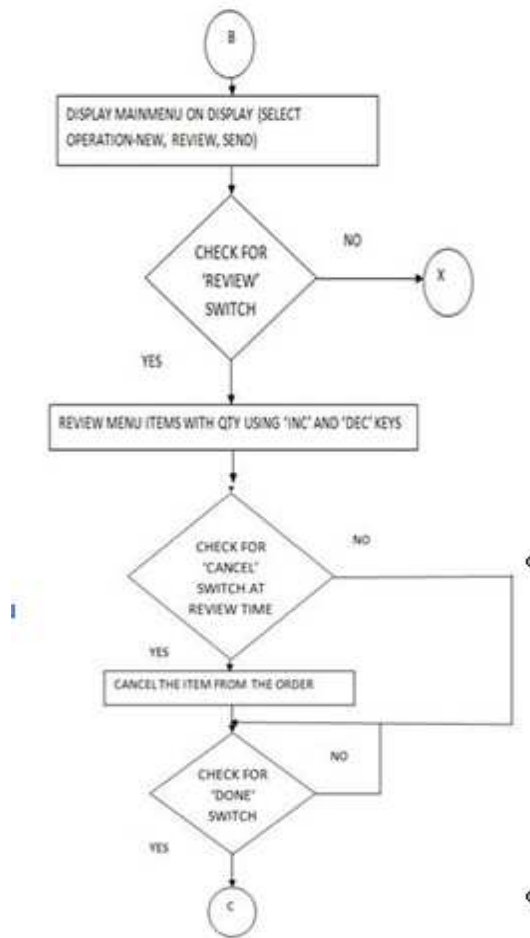 B
DISPLAY MAINMENU ON DISPLAY (SELECT
OPERATION-NEW, REVIEW, SEND)
CHECK FOR
"REVIEW"
SWITCH
NO
X
YES
REVIEW MENU ITEMS WITH QTY USING "INC" AND "DEC" KEYS
CHECK FOR
"CANCEL"
SWITCH AT
REVIEW TIME
NO
YES
CANCEL THE ITEM FROM THE ORDER
CHECK FOR
"DONE"
SWITCH
NO
YES
C